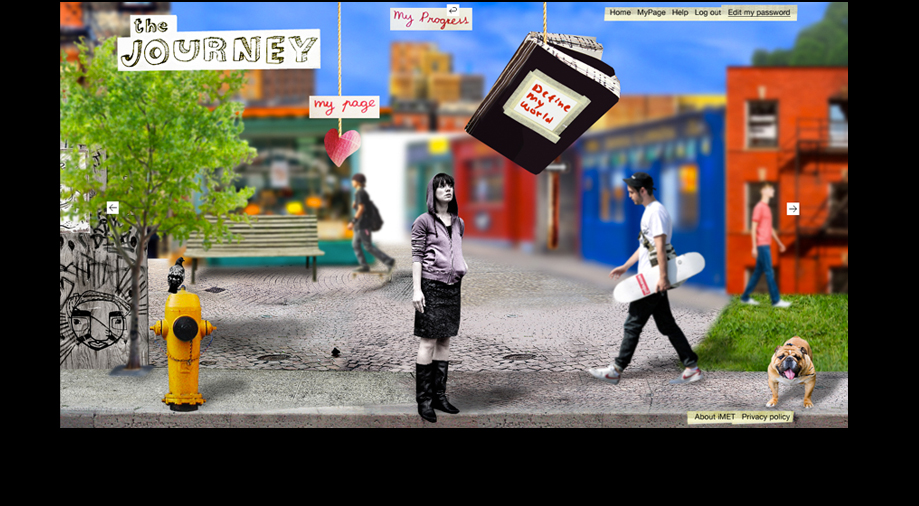 the
JOURNEY
My Progress
Home MyPage Help Log out Edit my password
my page
Define
my
world
About iMET Privacy policy